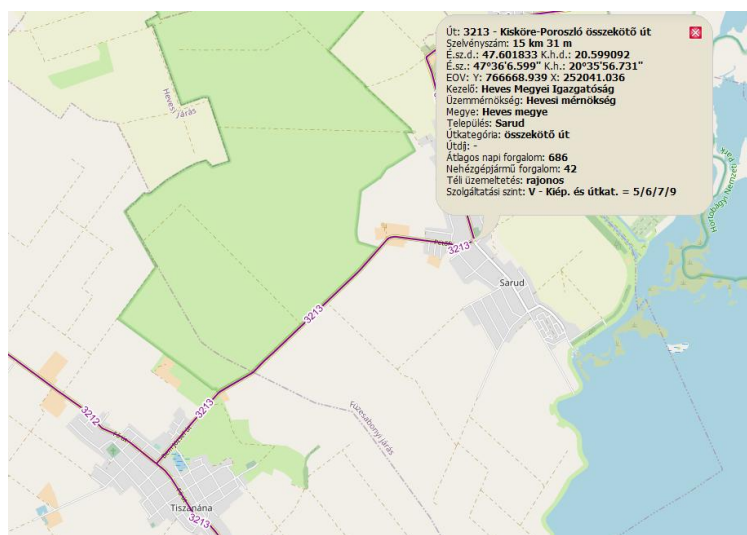 Út: 3213 - Kisköre-Poroszló összekötő út
Szelvényszám: 15 km 31 m
É.sz.d.: 47.601833 K.h.d.: 20.599092
É.sz.: 47°36'6.599" K.h.: 20°35'56.731"
EOV: Y: 766668.939 X: 252041.036
Kezelő: Heves Megyei Igazgatóság
Üzemmérnökség: Hevesi mérnökség
Megye: Heves megye
Település: Sarud
Útkategória: összekötő út
Útdíj: -
Átlagos napi forgalom: 686
Nehézgépjármű forgalom: 42
Téli üzemeltetés: rajonos
Szolgáltatási szint: V - Kiép. és útkat. = 5/6/7/9
Hevesi Járás
Hortobágyi Nemzeti Park
3213
Sarud
3213
3213
3212
Füzesabonyi járás
Tiszanána
3213